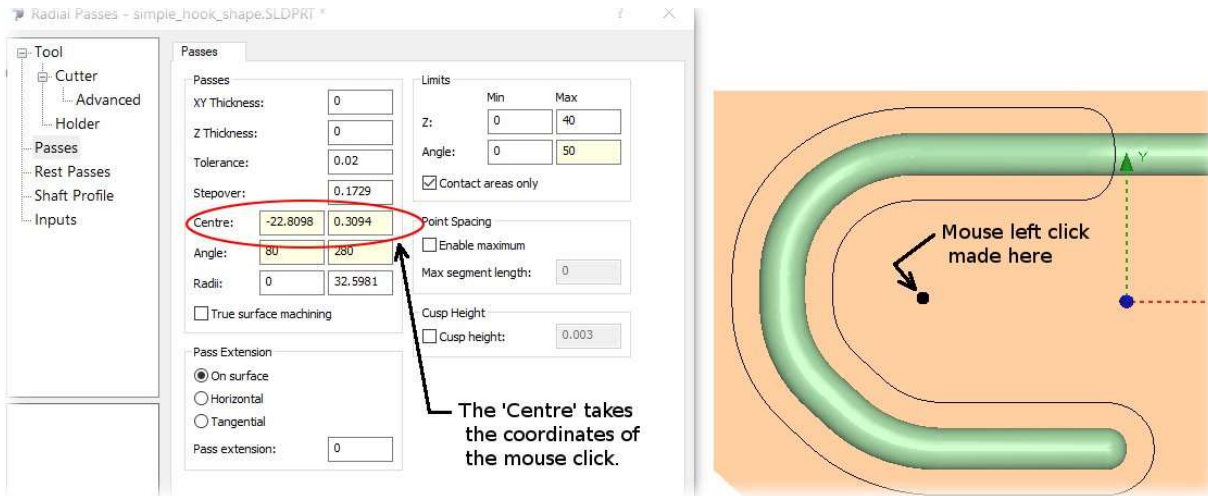 Radial Passes – simple_hook_shape.SLDPRT *
? ×
Tool
Cutter
Advanced
Holder
Passes
Rest Passes
Shaft Profile
Inputs
Passes
Passes
XY Thickness: 0
Z Thickness: 0
Tolerance: 0.02
Stepover: 0.1729
Centre: -22.8098 0.3094
Angle: 80 280
Radii: 0 32.5981
True surface machining
Pass Extension
On surface
Horizontal
Tangential
Pass extension: 0
Limits
Min Max
Z: 0 40
Angle: 0 50
Contact areas only
Point Spacing
Enable maximum
Max segment length: 0
Cusp Height
Cusp height: 0.003
The 'Centre' takes
the coordinates of
the mouse click.
Mouse left click
made here
Y